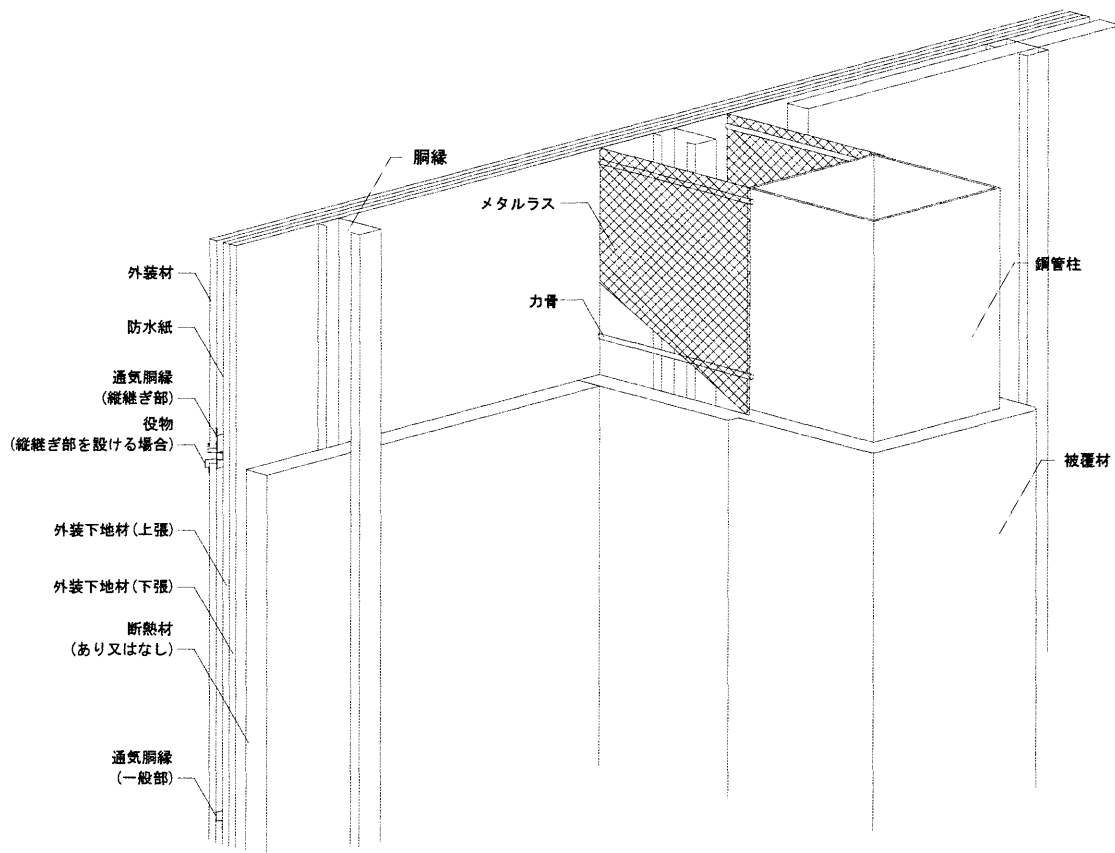 胴縁
メタルラス
鋼管柱
外装材
力骨
防水紙
通気胴縁
(縦継ぎ部)
役物
(縦継ぎ部を設ける場合)
被覆材
外装下地材(上張)
外装下地材(下張)
断熱材
(あり又はなし)
通気胴縁
(一般部)